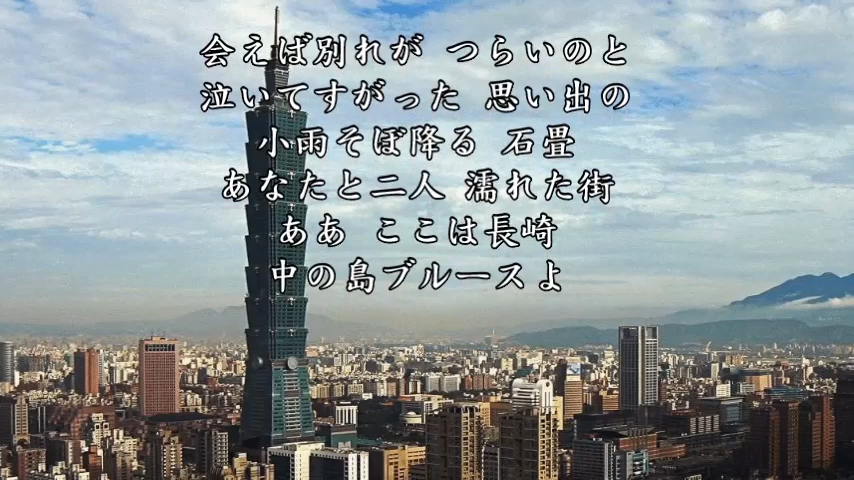 会えば別れが つらいのと
泣いてすがった 思い出の
小雨そぼ降る 石畳
あなたと二人 濡れた街
ああ ここは長崎
中の島ブルースよ